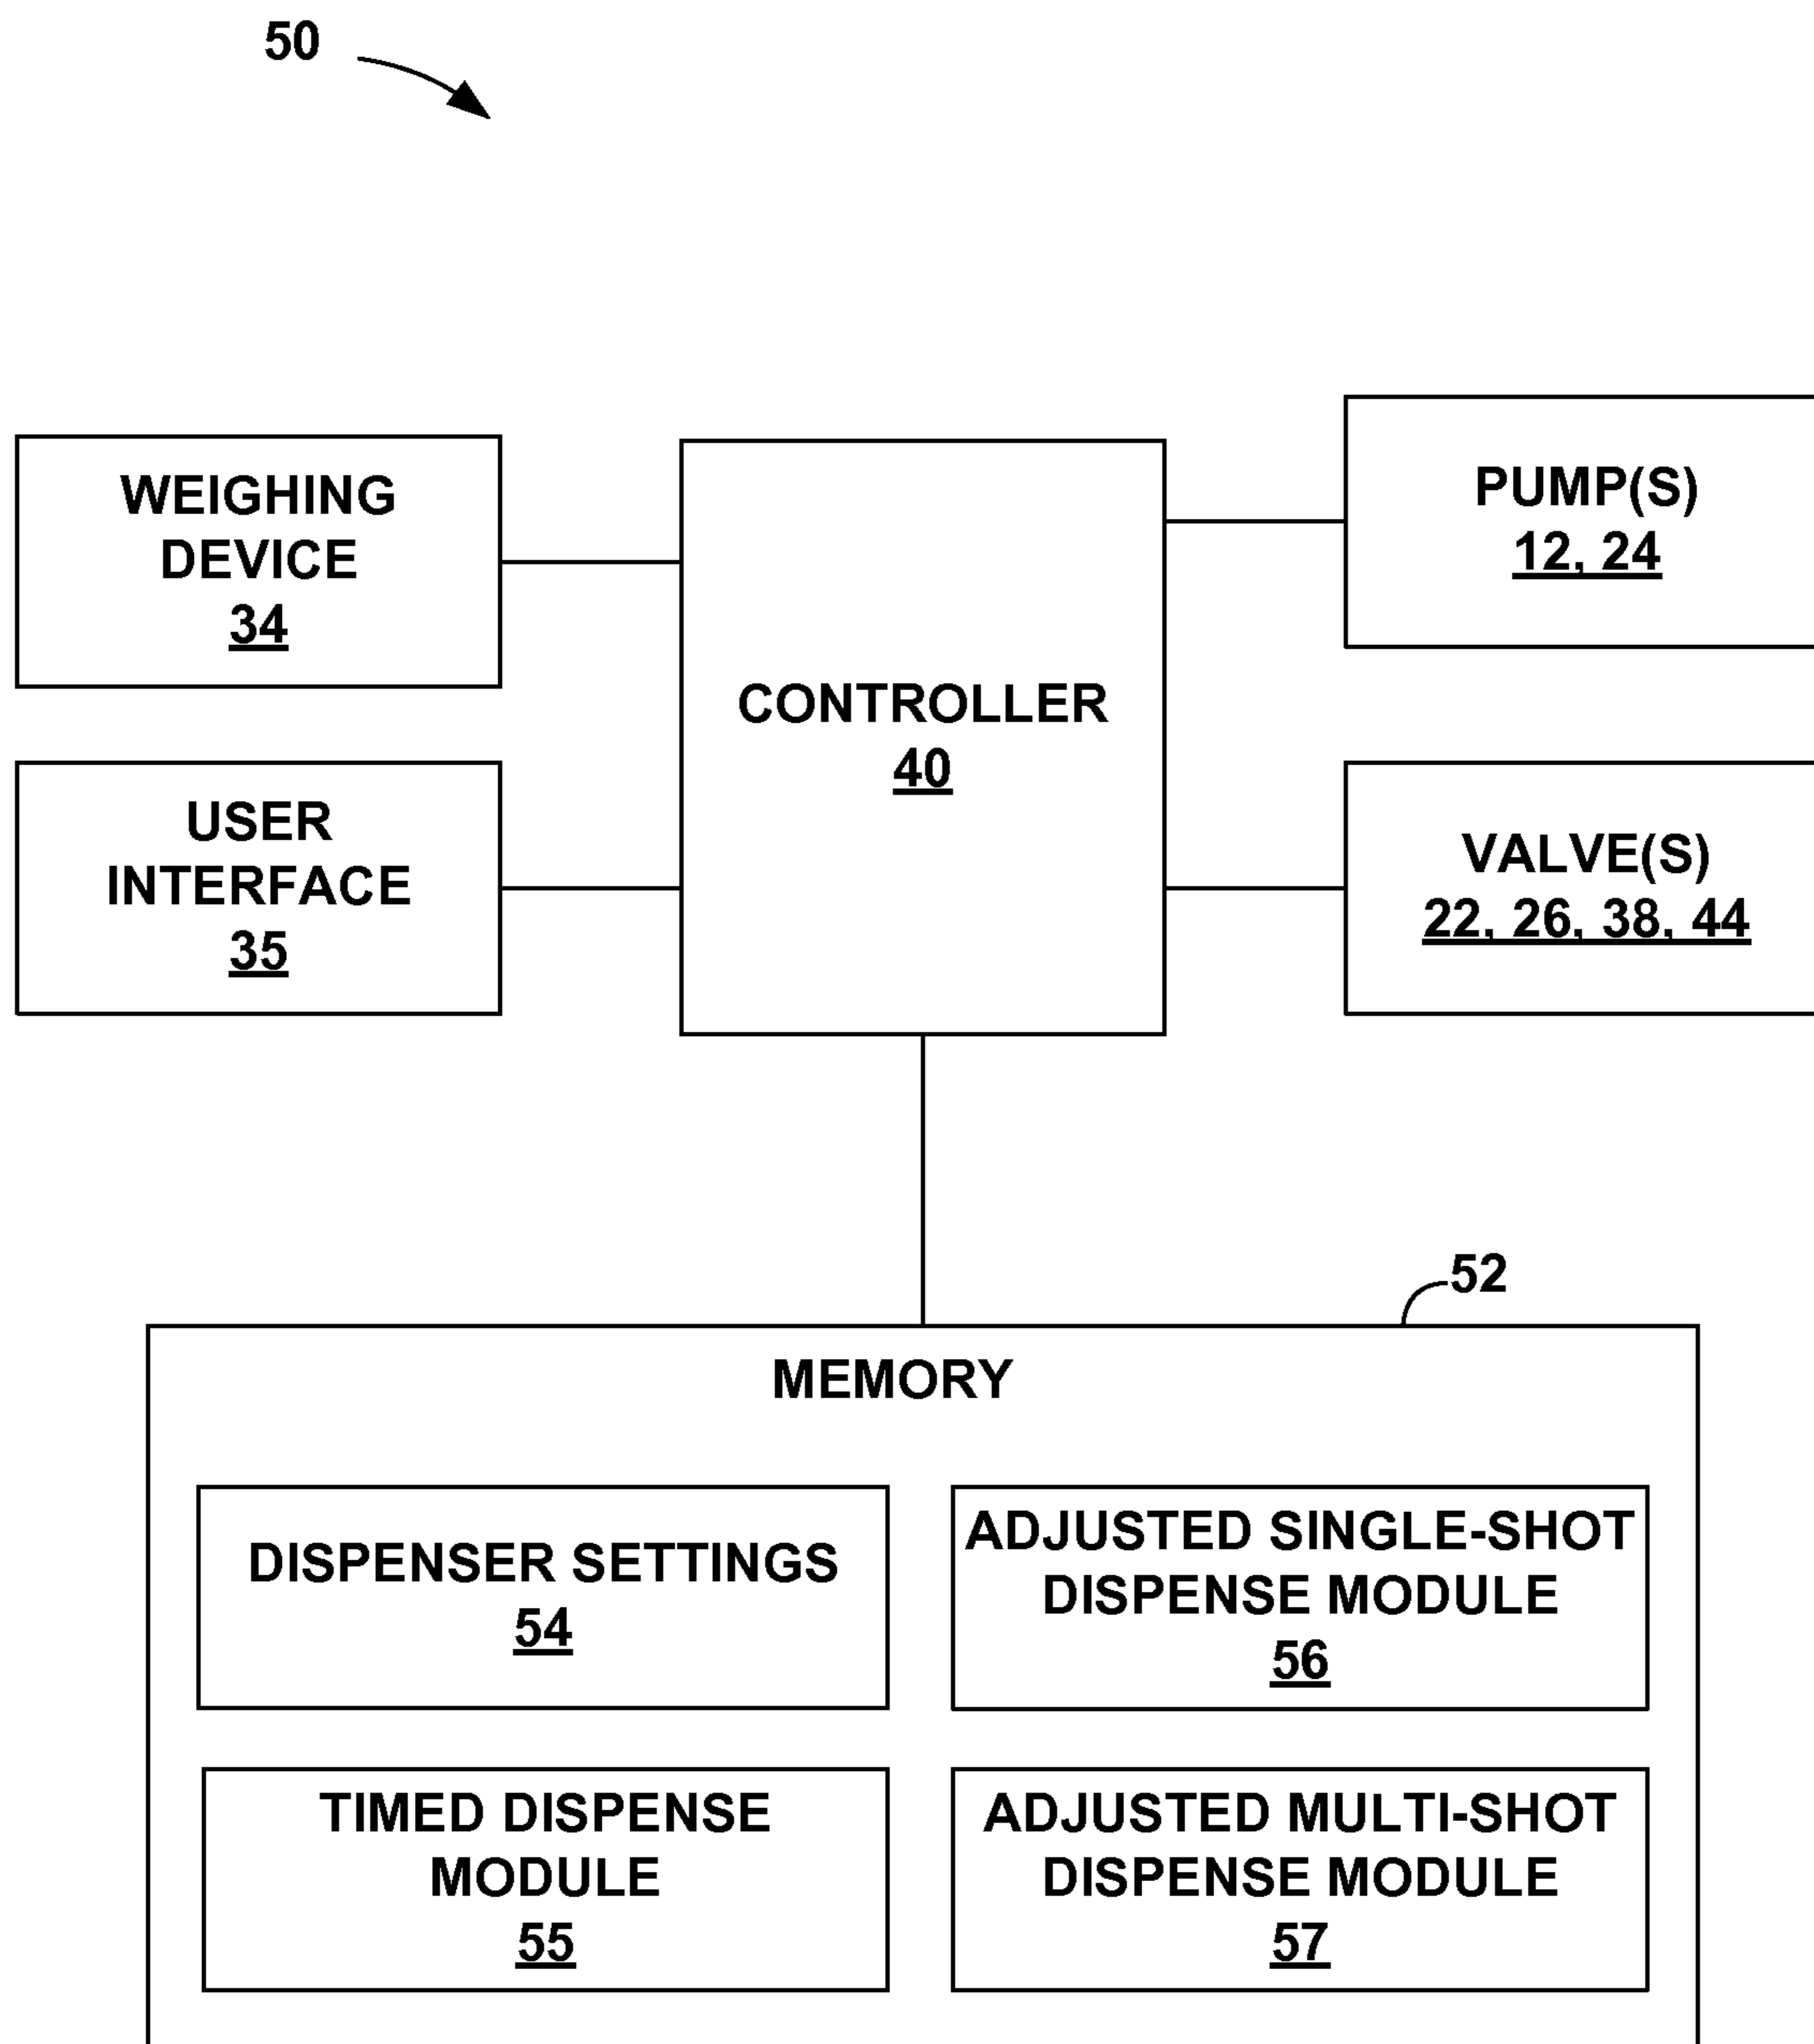 50
WEIGHING
DEVICE
34
PUMP(S)
12, 24
CONTROLLER
40
USER
INTERFACE
35
VALVE(S)
22, 26, 38, 44
52
MEMORY
DISPENSER SETTINGS
54
ADJUSTED SINGLE-SHOT
DISPENSE MODULE
56
TIMED DISPENSE
MODULE
55
ADJUSTED MULTI-SHOT
DISPENSE MODULE
57